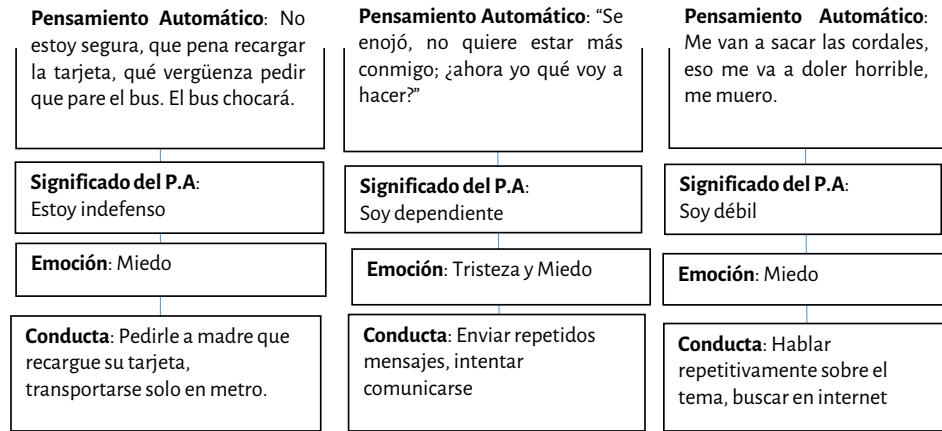 Pensamiento Automático: No
estoy segura, que pena recargar
la tarjeta, qué vergüenza pedir
que pare el bus. El bus chocará.
Significado del P.A:
Estoy indefenso
Emoción: Miedo
Conducta: Pedirle a madre que
recargue su tarjeta,
transportarse solo en metro.
Pensamiento Automático: “Se
enojó, no quiere estar más
conmigo; ¿ahora yo qué voy a
hacer?”
Significado del P.A:
Soy dependiente
Emoción: Tristeza y Miedo
Conducta: Enviar repetidos
mensajes, intentar
comunicarse
Pensamiento Automático:
Me van a sacar las cordales,
eso me va a doler horrible,
me muero.
Significado del P.A:
Soy débil
Emoción: Miedo
Conducta: Hablar
repetitivamente sobre el
tema, buscar en internet